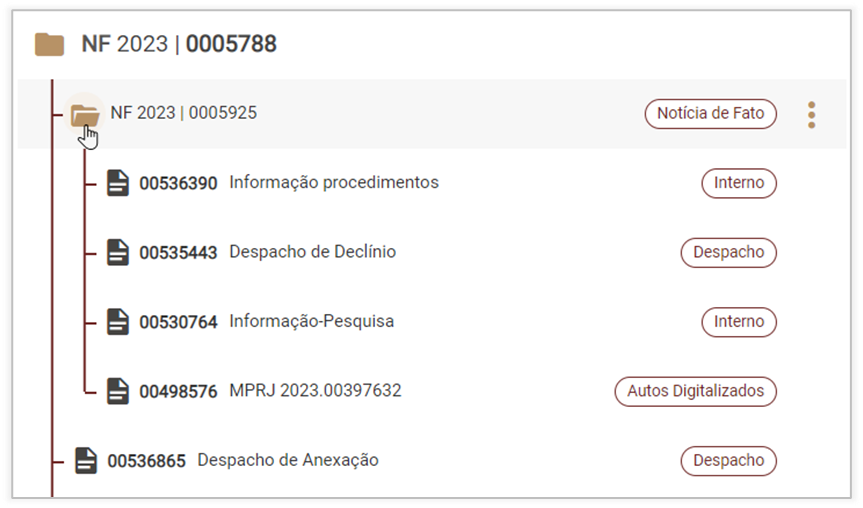 NF 2023 | 0005788
NF 2023 | 0005925 Notícia de Fato
00536390 Informação procedimentos Interno
00535443 Despacho de Declínio Despacho
00530764 Informação-Pesquisa Interno
00498576 MPRJ 2023.00397632 Autos Digitalizados
00536865 Despacho de Anexação Despacho